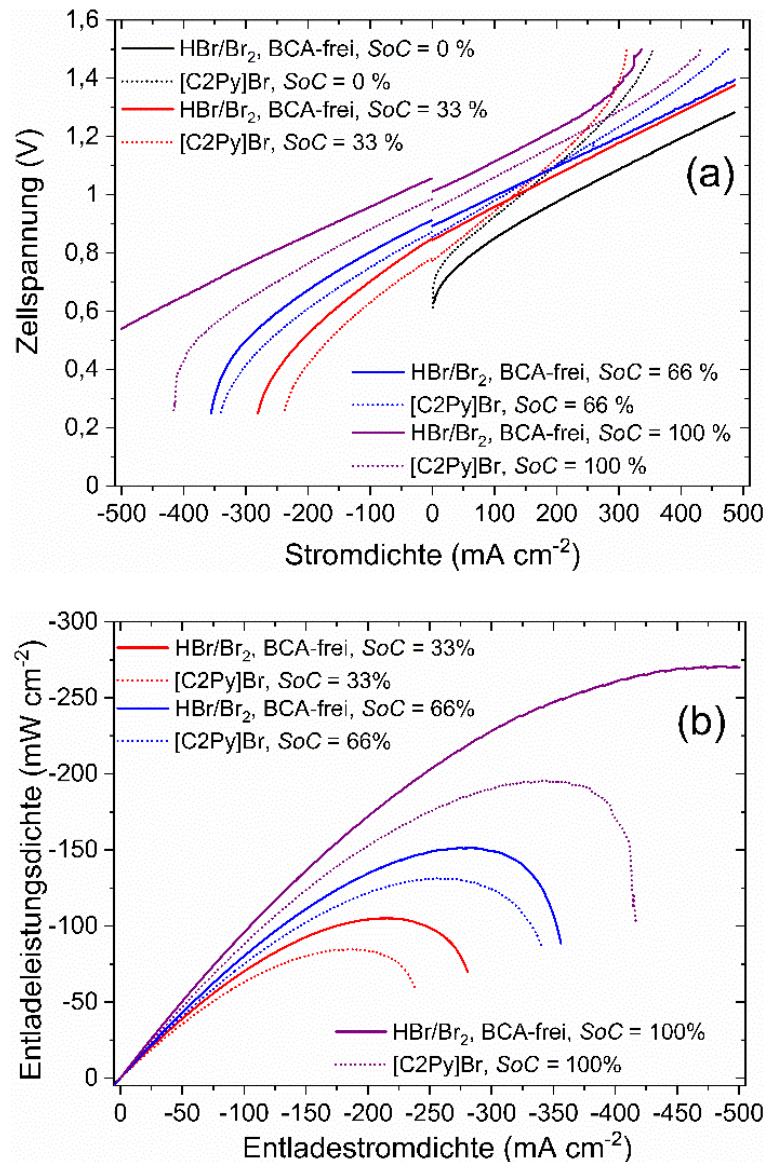 1,6
1,4
1,2
1
0,8
0,6
0,4
0,2
0
Zellspannung (V)
HBr/Br₂, BCA-frei, SoC = 0 %
[C2Py]Br, SoC = 0 %
HBr/Br₂, BCA-frei, SoC = 33 %
[C2Py]Br, SoC = 33 %
(a)
HBr/Br₂, BCA-frei, SoC = 66 %
[C2Py]Br, SoC = 66 %
HBr/Br₂, BCA-frei, SoC = 100 %
[C2Py]Br, SoC = 100 %
-500 -400 -300 -200 -100 0 100 200 300 400 500
Stromdichte (mA cm⁻²)
-300
-250
-200
-150
-100
-50
0
Entladeleistungsdichte (mW cm⁻²)
HBr/Br₂, BCA-frei, SoC = 33%
[C2Py]Br, SoC = 33%
HBr/Br₂, BCA-frei, SoC = 66%
[C2Py]Br, SoC = 66%
(b)
HBr/Br₂, BCA-frei, SoC = 100%
[C2Py]Br, SoC = 100%
0 -50 -100 -150 -200 -250 -300 -350 -400 -450 -500
Entladestromdichte (mA cm⁻²)